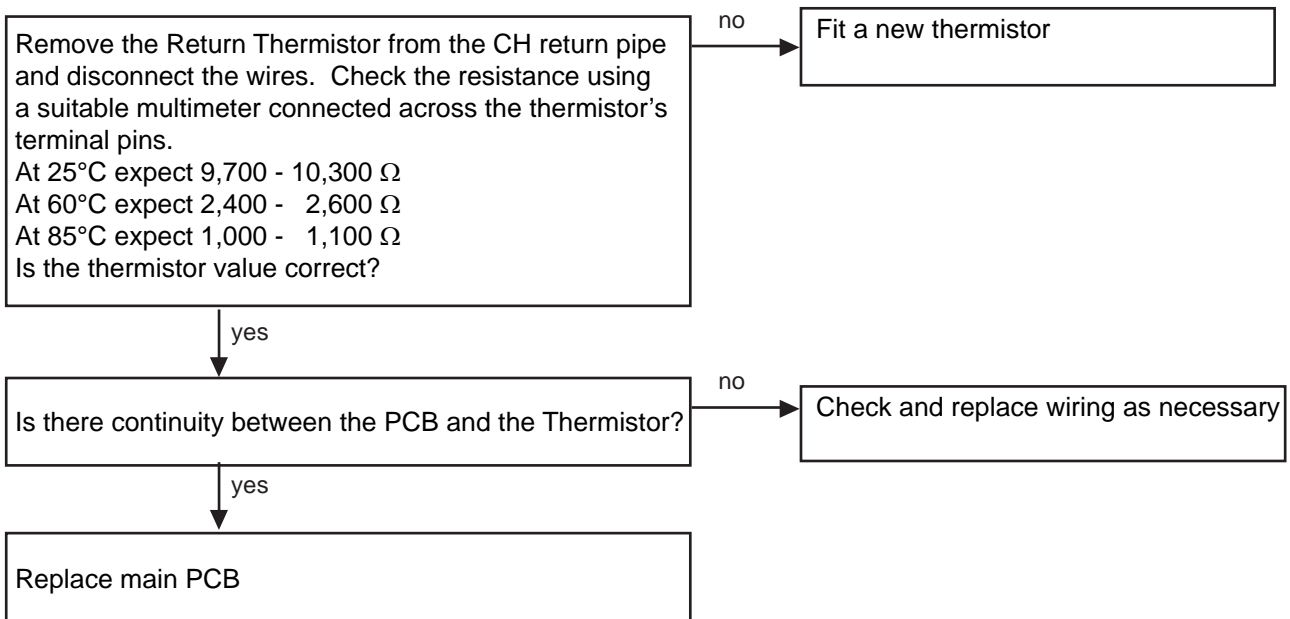 Remove the Return Thermistor from the CH return pipe
and disconnect the wires. Check the resistance using
a suitable multimeter connected across the thermistor's
terminal pins.
At 25°C expect 9,700 - 10,300 Ω
At 60°C expect 2,400 - 2,600 Ω
At 85°C expect 1,000 - 1,100 Ω
Is the thermistor value correct?
no
Fit a new thermistor
yes
Is there continuity between the PCB and the Thermistor?
no
Check and replace wiring as necessary
yes
Replace main PCB